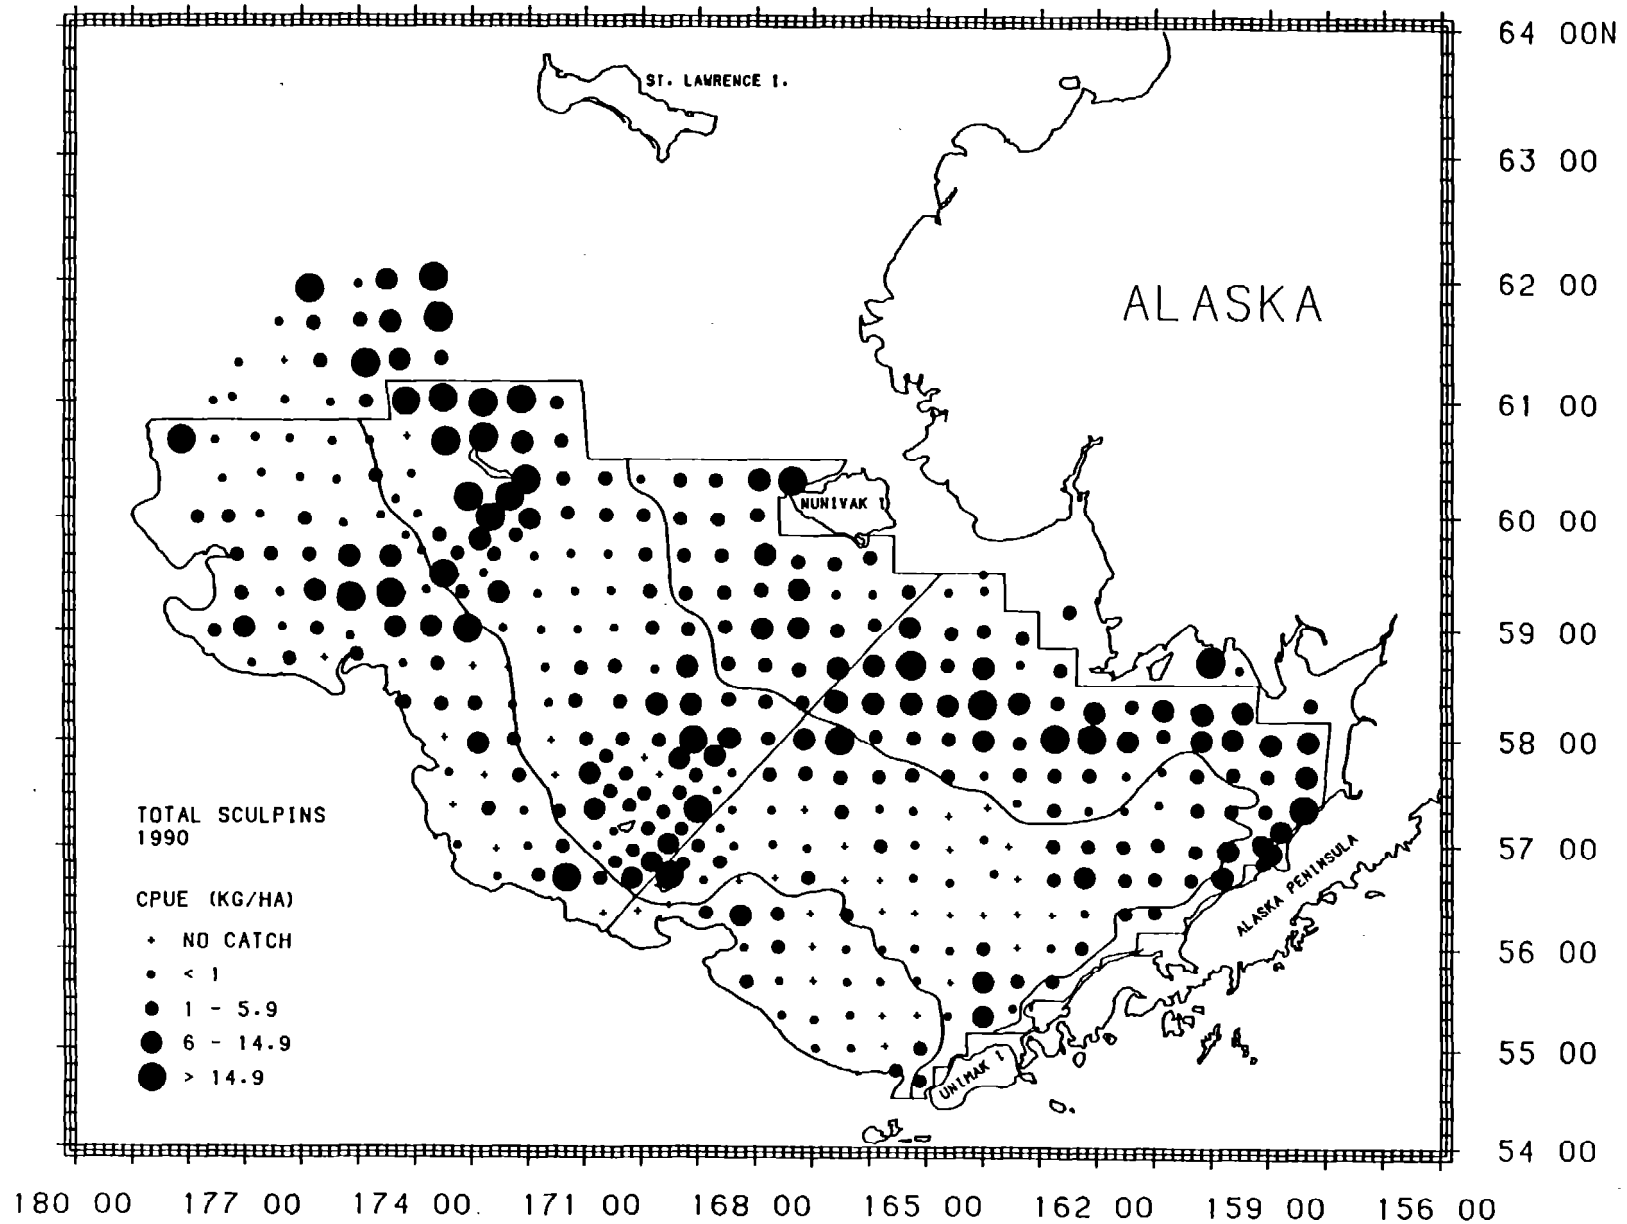 64 00N
ST. LAWRENCE I.
63 00
62 00
ALASKA
61 00
NUNIVAK I
60 00
59 00
58 00
TOTAL SCULPINS
1990
57 00
ALASKA PENINSULA
CPUE (KG/HA)
+ NO CATCH
< 1
56 00
1 - 5.9
6 - 14.9
55 00
> 14.9
UNIMAK I
54 00
180 00 177 00 174 00 171 00 168 00 165 00 162 00 159 00 156 00